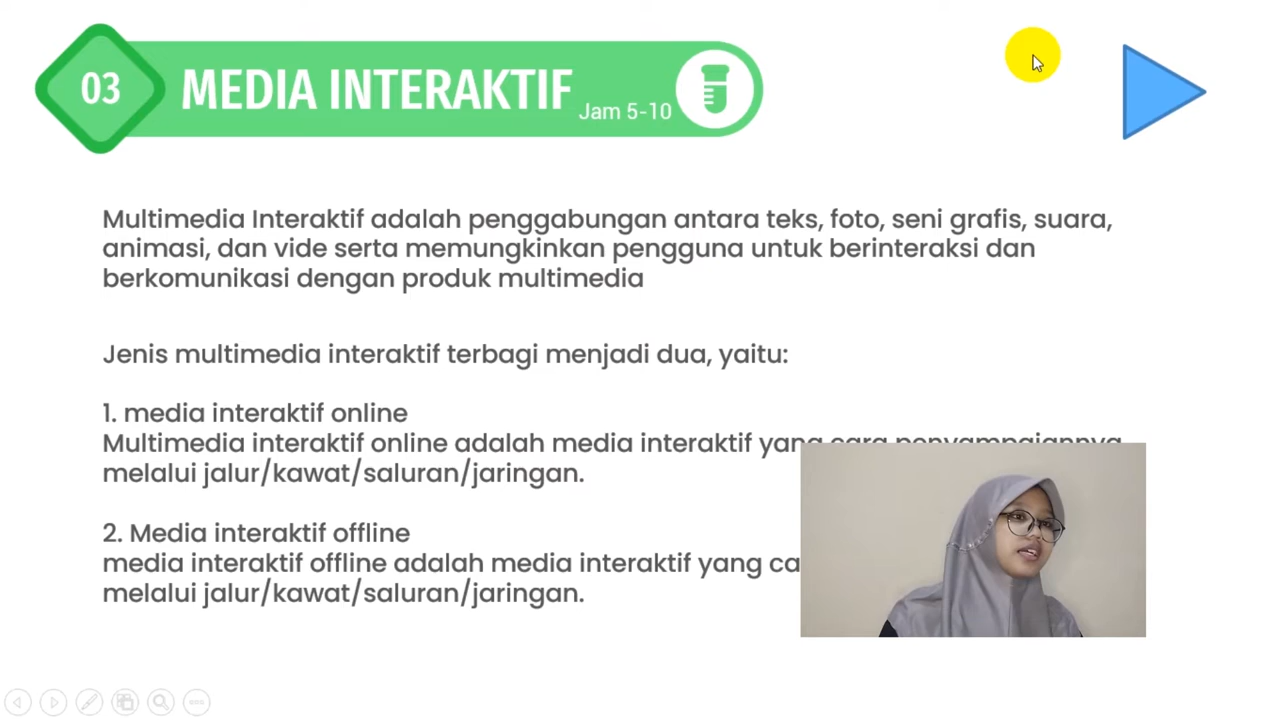 03
MEDIA INTERAKTIF
Jam 5-10
Multimedia Interaktif adalah penggabungan antara teks, foto, seni grafis, suara,
animasi, dan vide serta memungkinkan pengguna untuk berinteraksi dan
berkomunikasi dengan produk multimedia
Jenis multimedia interaktif terbagi menjadi dua, yaitu:
1. media interaktif online
Multimedia interaktif online adalah media interaktif yang cara penyampaiannya
melalui jalur/kawat/saluran/jaringan.
2. Media interaktif offline
media interaktif offline adalah media interaktif yang
melalui jalur/kawat/saluran/jaringan.